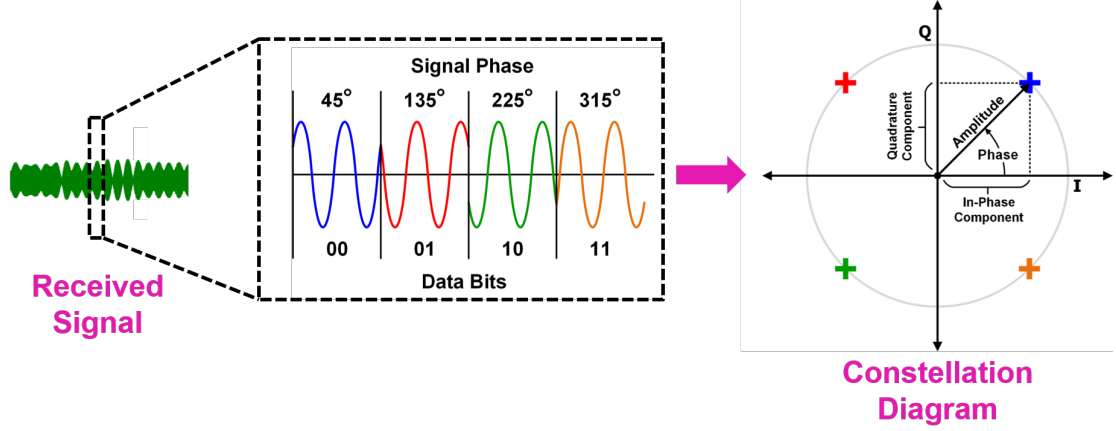 Signal Phase
45° 135° 225° 315°
00 01 10 11
Data Bits
Received
Signal
Q
Quadrature
Component
Amplitude
Phase
I
In-Phase
Component
Constellation
Diagram